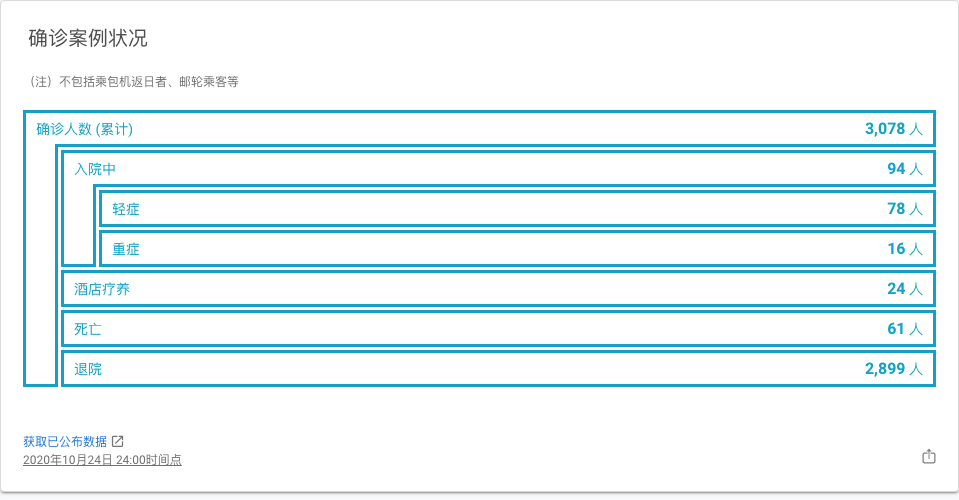 确诊案例状况
（注）不包括乘包机返日者、邮轮乘客等
确诊人数 (累计) 3,078 人
入院中 94 人
轻症 78 人
重症 16 人
酒店疗养 24 人
死亡 61 人
退院 2,899 人
获取已公布数据
2020年10月24日 24:00时间点